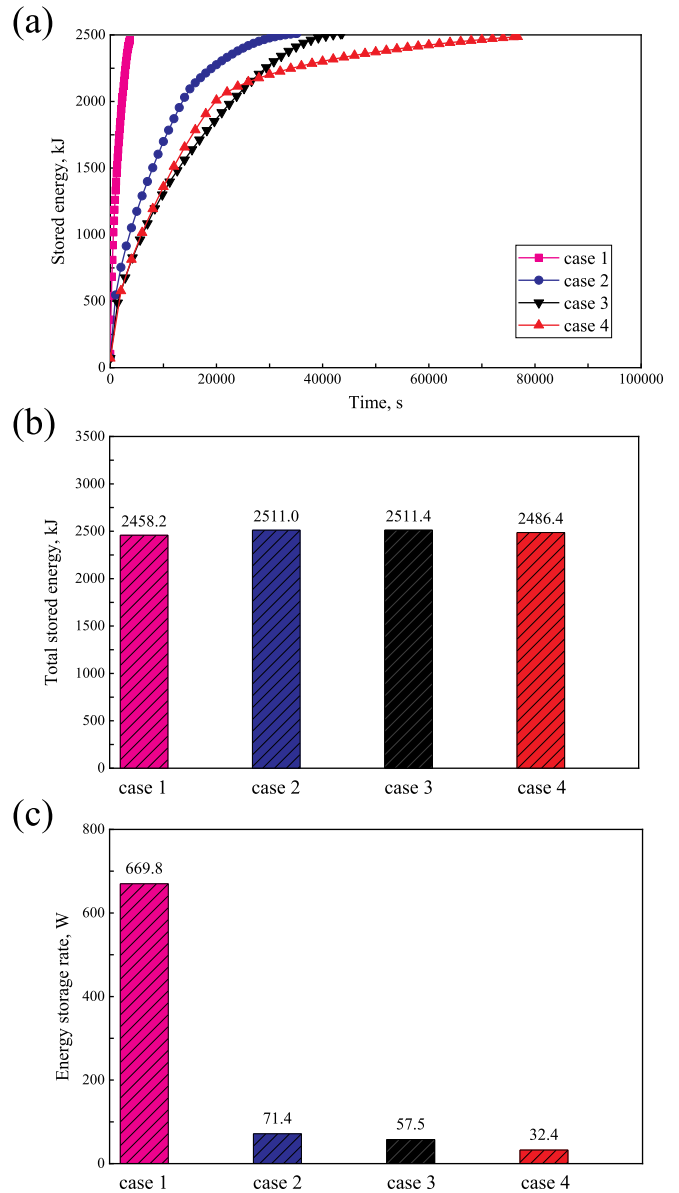 (a)
2500
2000
1500
1000
500
0
Stored energy, kJ
case 1
case 2
case 3
case 4
0 20000 40000 60000 80000 100000
Time, s
(b)
3500
3000
2500
2000
1500
1000
500
0
Total stored energy, kJ
2458.2 2511.0 2511.4 2486.4
case 1 case 2 case 3 case 4
(c)
800
600
400
200
0
Energy storage rate, W
669.8
71.4
57.5
32.4
case 1 case 2 case 3 case 4